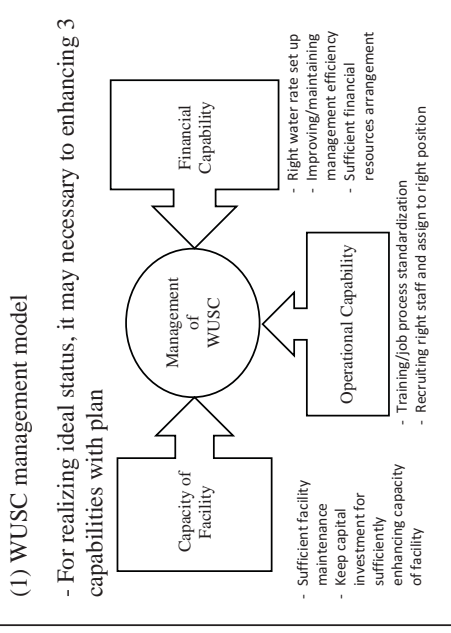 (1) WUSC management model
- For realizing ideal status, it may necessary to enhancing 3
capabilities with plan
Capacity of
Facility
Management
of
WUSC
Financial
Capability
Operational Capability
- Sufficient facility
maintenance
- Keep capital
investment for
sufficiently
enhancing capacity
of facility
- Training/job process standardization
- Recruiting right staff and assign to right position
- Right water rate set up
- Improving/maintaining
management efficiency
- Sufficient financial
resources arrangement